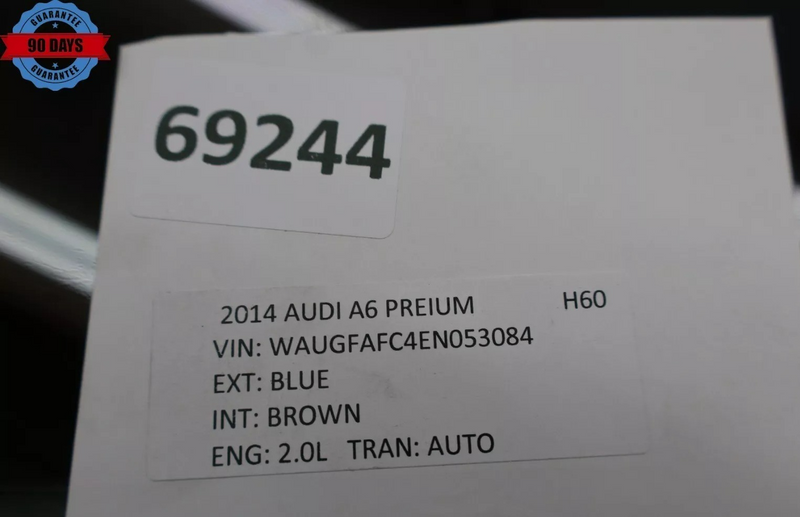 GUARANTEE
90 DAYS
GUARANTEE
69244
2014 AUDI A6 PREIUM H60
VIN: WAUGFAFC4EN053084
EXT: BLUE
INT: BROWN
ENG: 2.0L TRAN: AUTO